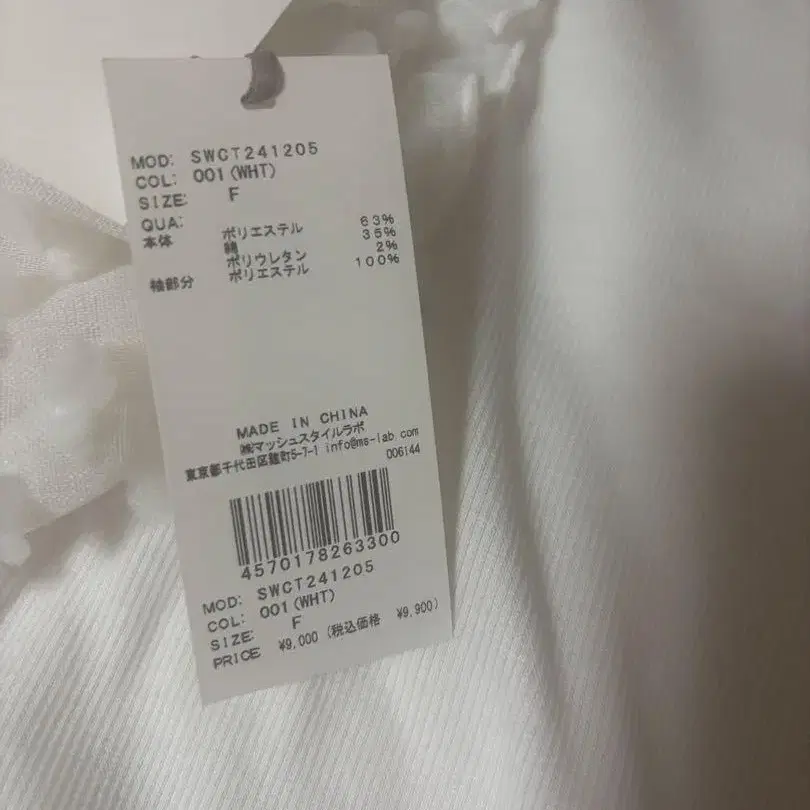 MOD: SWCT241205
COL: 001(WHT)
SIZE: F
QUA:
本体 ポリエステル 63%
綿 35%
ポリウレタン 2%
袖部分 ポリエステル 100%
MADE IN CHINA
㈱マッシュスタイルラボ
東京都千代田区麹町5-7-1 info@ms-lab.com
006144
4570178263300
MOD: SWCT241205
COL: 001(WHT)
SIZE: F
PRICE: ¥9,000 (税込価格 ¥9,900)